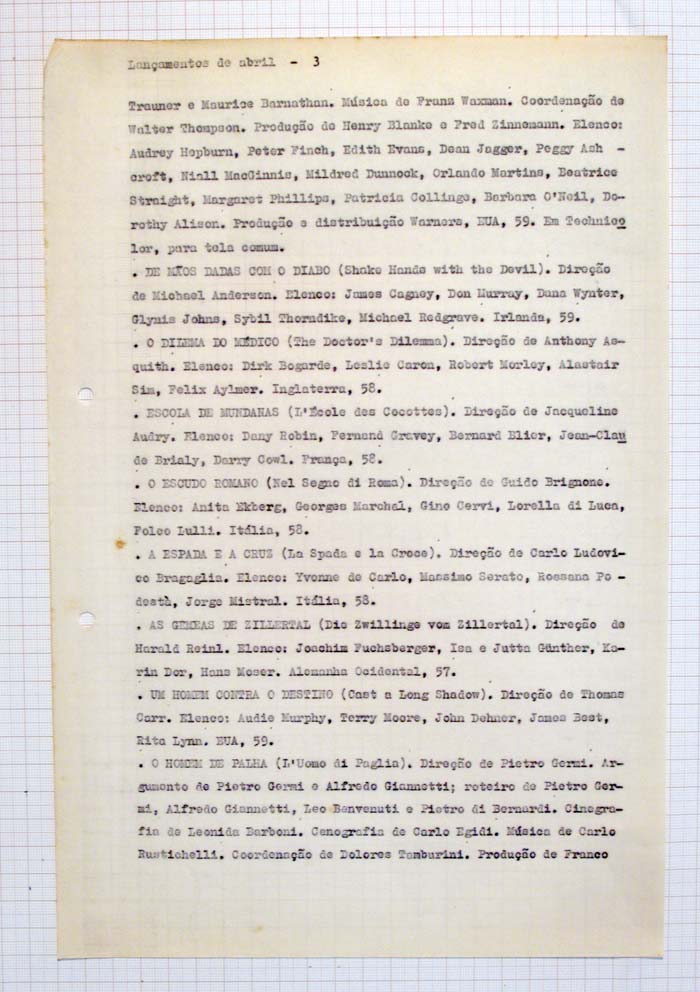 Lançamentos de abril - 3
Trauner e Maurice Barnathan. Música de Franz Waxman. Coordenação de
Walter Thompson. Produção de Henry Blanke e Fred Zinnemann. Elenco:
Audrey Hepburn, Peter Finch, Edith Evans, Dean Jagger, Peggy Ash -
croft, Niall MacGinnis, Mildred Dunnock, Orlando Martins, Beatrice
Straight, Margaret Phillips, Patricia Collinge, Barbara O'Neil, Do-
rothy Alison. Produção e distribuição Warners, EUA, 59. Em Technico
lor, para tela comum.
. DE MÃOS DADAS COM O DIABO (Shake Hands with the Devil). Direção
de Michael Anderson. Elenco: James Cagney, Don Murray, Dana Wynter,
Glynis Johns, Sybil Thorndike, Michael Redgrave. Irlanda, 59.
. O DILEMA DO MÉDICO (The Doctor's Dilemma). Direção de Anthony As-
quith. Elenco: Dirk Bogarde, Leslie Caron, Robert Morley, Alastair
Sim, Felix Aylmer. Inglaterra, 58.
. ESCOLA DE MUNDANAS (L'École des Cocottes). Direção de Jacqueline
Audry. Elenco: Dany Robin, Fernand Gravey, Bernard Blier, Jean-Clau
de Brialy, Darry Cowl. França, 58.
. O ESCUDO ROMANO (Nel Segno di Roma). Direção de Guido Brignone.
Elenco: Anita Ekberg, Georges Marchal, Gino Cervi, Lorella di Luca,
Folco Lulli. Itália, 58.
. A ESPADA E A CRUZ (La Spada e la Croce). Direção de Carlo Ludovi-
co Bragaglia. Elenco: Yvonne de Carlo, Massimo Serato, Rossana Po -
destà, Jorge Mistral. Itália, 58.
. AS GÊMEAS DE ZILLERTAL (Die Zwillinge vom Zillertal). Direção de
Harald Reinl. Elenco: Joachim Fuchsberger, Isa e Jutta Günther, Ka-
rin Dor, Hans Moser. Alemanha Ocidental, 57.
. UM HOMEM CONTRA O DESTINO (Cast a Long Shadow). Direção de Thomas
Carr. Elenco: Audie Murphy, Terry Moore, John Dehner, James Best,
Rita Lynn. EUA, 59.
. O HOMEM DE PALHA (L'Uomo di Paglia). Direção de Pietro Germi. Ar-
gumento de Pietro Germi e Alfredo Giannetti; roteiro de Pietro Ger-
mi, Alfredo Giannetti, Leo Benvenuti e Pietro di Bernardi. Cinegra-
fia de Leonida Barboni. Cenografia de Carlo Egidi. Música de Carlo
Rustichelli. Coordenação de Dolores Tamburini. Produção de Franco